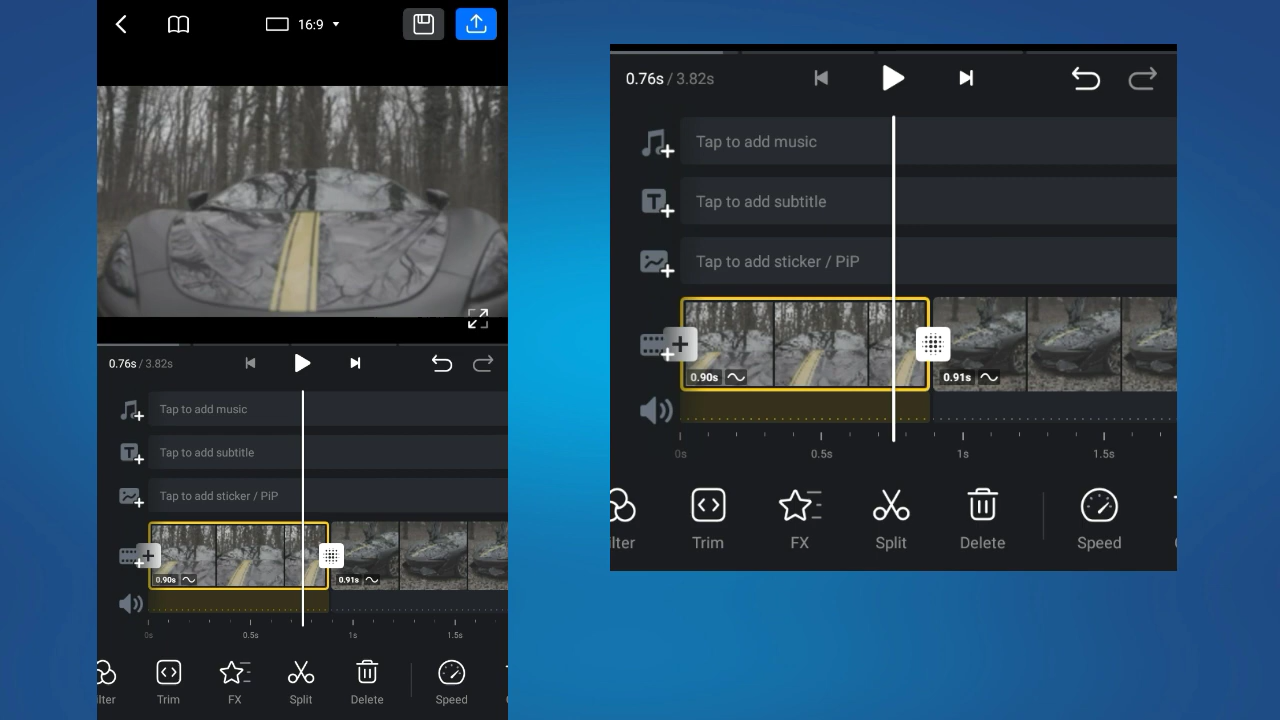 16:9
0.76s / 3.82s
Tap to add music
Tap to add subtitle
Tap to add sticker / PiP
0.90s
0.91s
0s
0.5s
1s
1.5s
lter
Trim
FX
Split
Delete
Speed
0.76s / 3.82s
Tap to add music
Tap to add subtitle
Tap to add sticker / PiP
0.90s
0.91s
0s
0.5s
1s
1.5s
lter
Trim
FX
Split
Delete
Speed